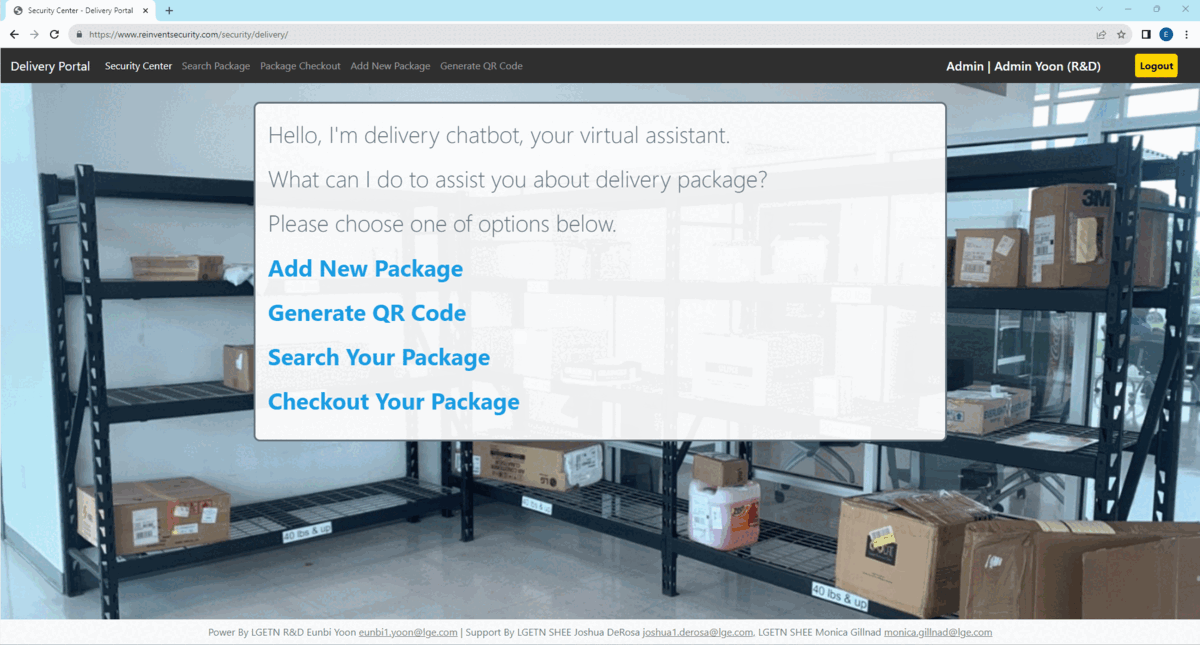 Security Center - Delivery Portal
https://www.reinventsecurity.com/security/delivery/
E
Delivery Portal Security Center Search Package Package Checkout Add New Package Generate QR Code Admin | Admin Yoon (R&D) Logout
Hello, I'm delivery chatbot, your virtual assistant.
What can I do to assist you about delivery package?
Please choose one of options below.
Add New Package
Generate QR Code
Search Your Package
Checkout Your Package
3M
40 lbs & up
40 lbs & up
40 lbs & up
Power By LGETN R&D Eunbi Yoon eunbi1.yoon@lge.com | Support By LGETN SHEE Joshua DeRosa joshua1.derosa@lge.com, LGETN SHEE Monica Gillnad monica.gillnad@lge.com